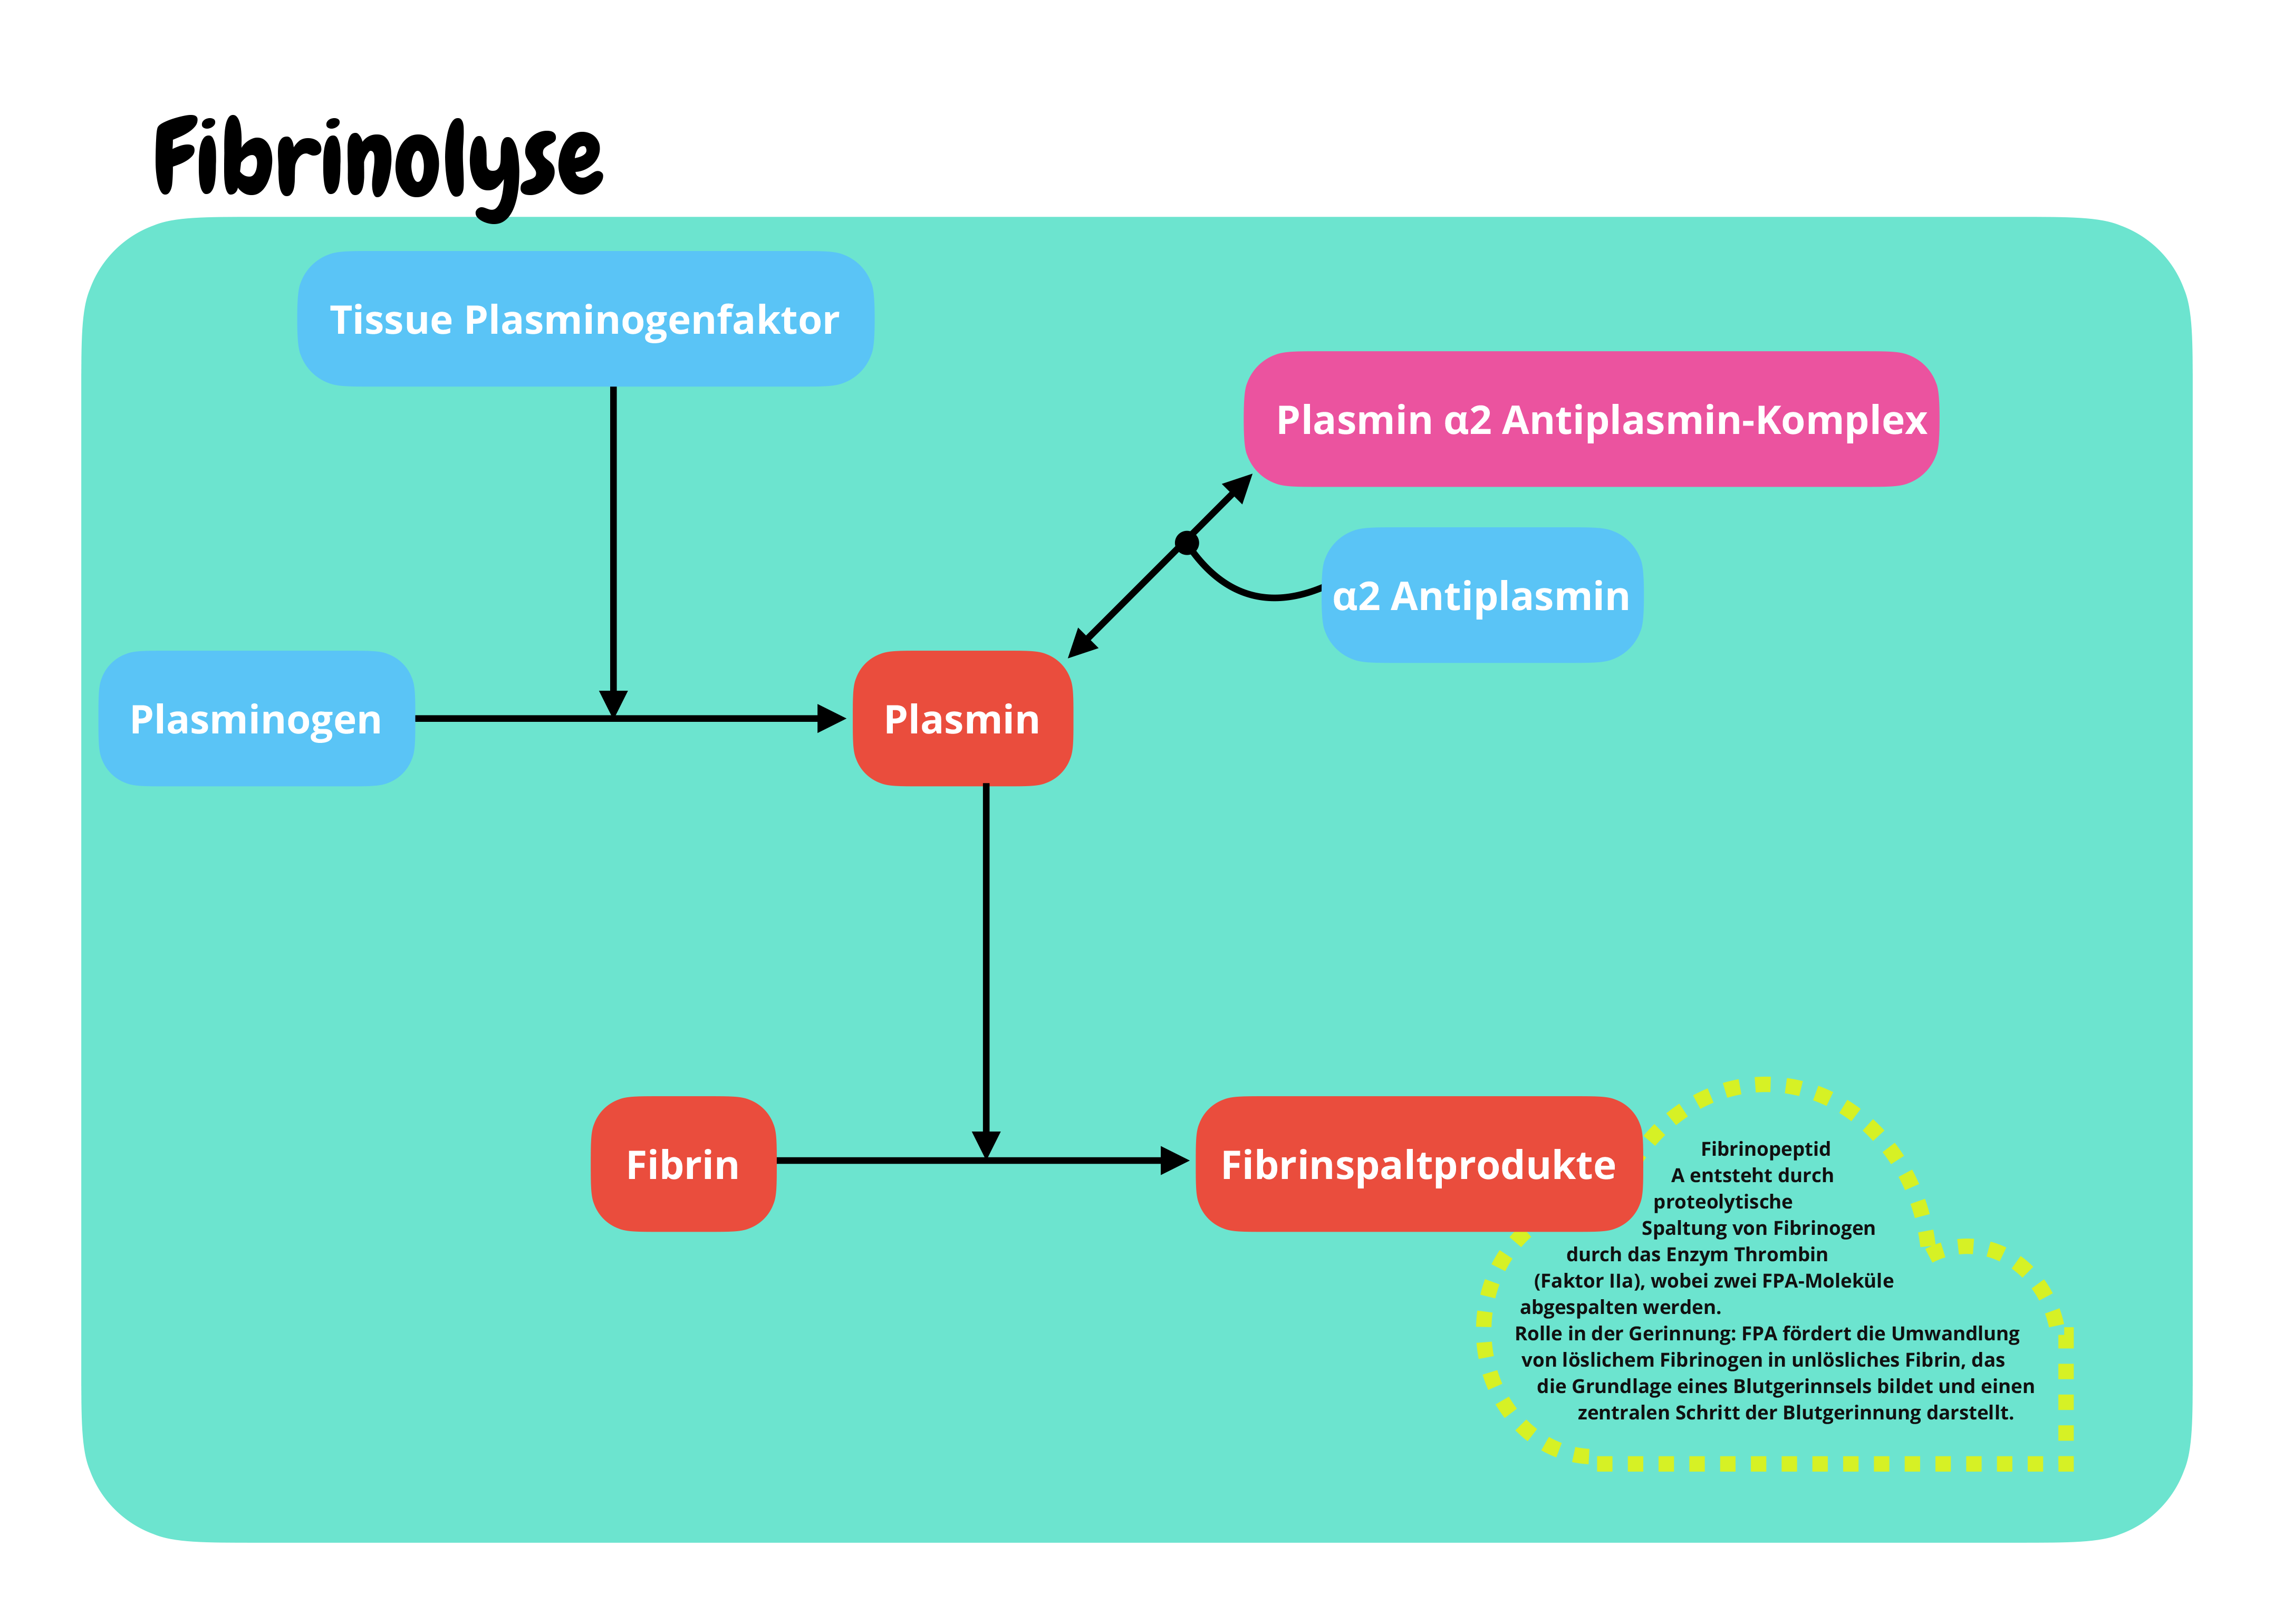 Fibrinolyse
Tissue Plasminogenfaktor
Plasmin α2 Antiplasmin-Komplex
α2 Antiplasmin
Plasminogen
Plasmin
Fibrin
Fibrinspaltprodukte
Fibrinopeptid
A entsteht durch
proteolytische
Spaltung von Fibrinogen
durch das Enzym Thrombin
(Faktor IIa), wobei zwei FPA-Moleküle
abgespalten werden.
Rolle in der Gerinnung: FPA fördert die Umwandlung
von löslichem Fibrinogen in unlösliches Fibrin, das
die Grundlage eines Blutgerinnsels bildet und einen
zentralen Schritt der Blutgerinnung darstellt.